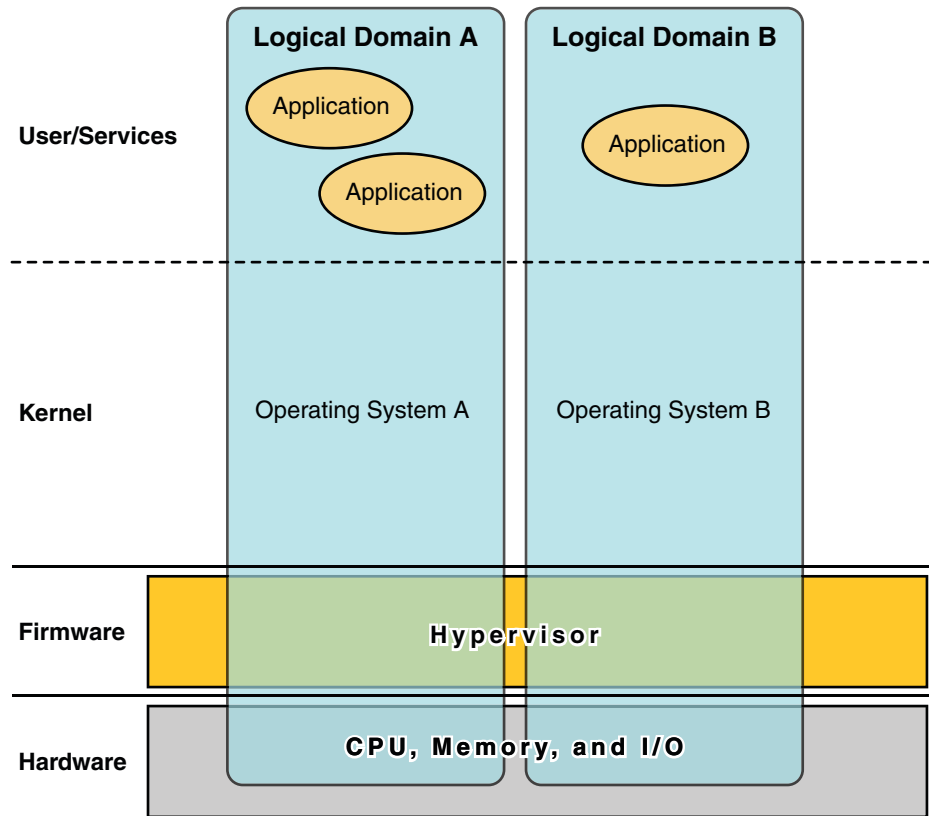 Logical Domain A
Logical Domain B
Application
User/Services
Application
Application
Kernel
Operating System A
Operating System B
Firmware
Hypervisor
Hardware
CPU, Memory, and I/O